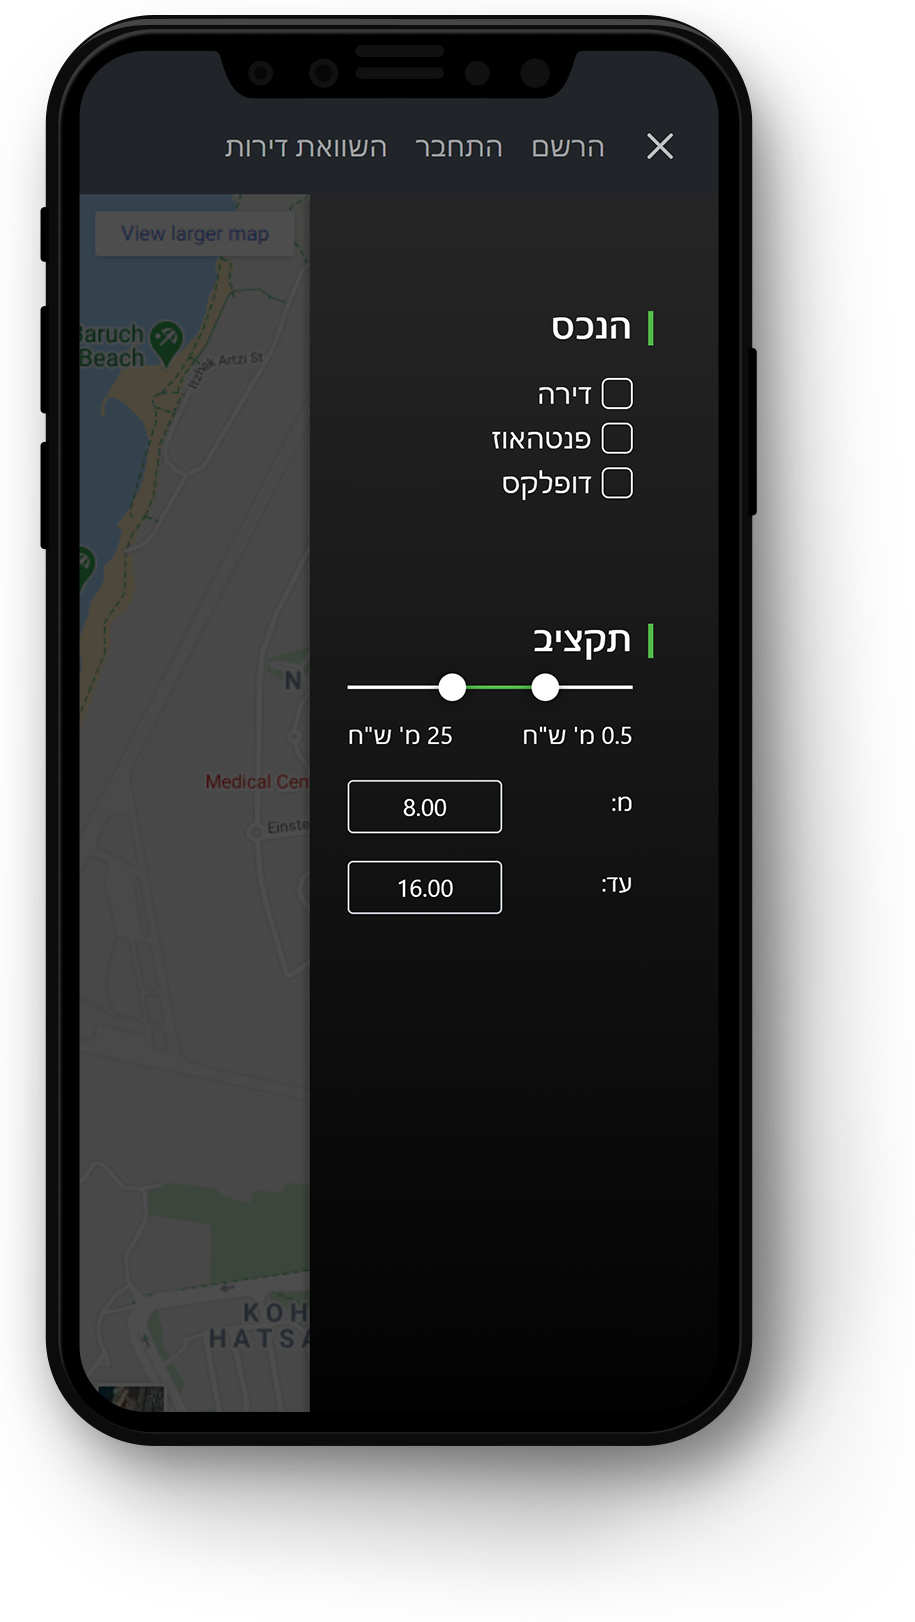 הרשם התחבר השוואת דירות
View larger map
הנכס
Baruch
Beach
Itzhak Artzi St
דירה
פנטהאוז
דופלקס
תקציב
N
0.5 מ' ש"ח 25 מ' ש"ח
Medical Cen
מ: 8.00
Einste
עד: 16.00
KOH
HATSA